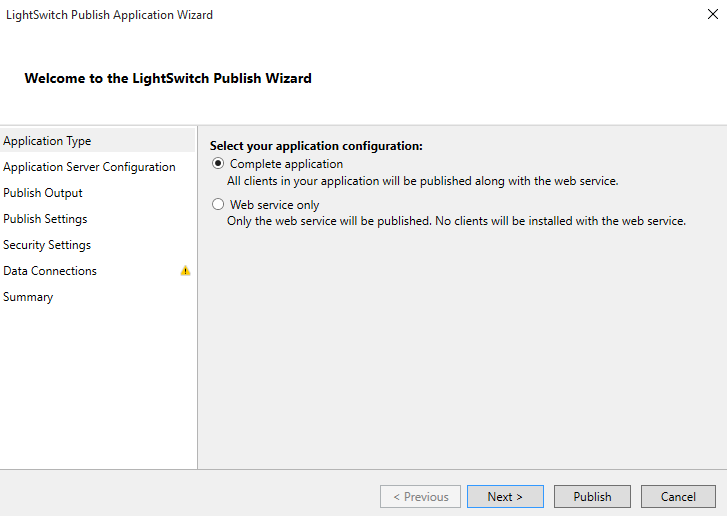 LightSwitch Publish Application Wizard
Welcome to the LightSwitch Publish Wizard
Application Type
Application Server Configuration
Publish Output
Publish Settings
Security Settings
Data Connections
Summary
Select your application configuration:
Complete application
All clients in your application will be published along with the web service.
Web service only
Only the web service will be published. No clients will be installed with the web service.
< Previous
Next >
Publish
Cancel